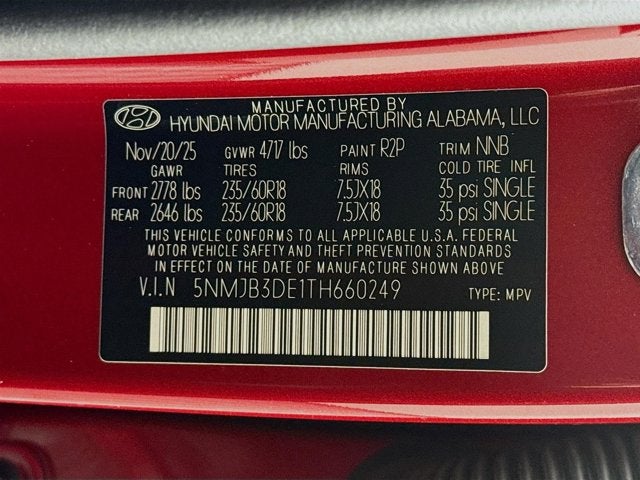 MANUFACTURED BY
HYUNDAI MOTOR MANUFACTURING ALABAMA, LLC
Nov/20/25 GVWR 4717 lbs PAINT R2P TRIM NNB
GAWR TIRES RIMS COLD TIRE INFL
FRONT 2778 lbs 235/60R18 7.5JX18 35 psi SINGLE
REAR 2646 lbs 235/60R18 7.5JX18 35 psi SINGLE
THIS VEHICLE CONFORMS TO ALL APPLICABLE U.S.A. FEDERAL
MOTOR VEHICLE SAFETY AND THEFT PREVENTION STANDARDS
IN EFFECT ON THE DATE OF MANUFACTURE SHOWN ABOVE
V.I.N 5NMJB3DE1TH660249 TYPE: MPV